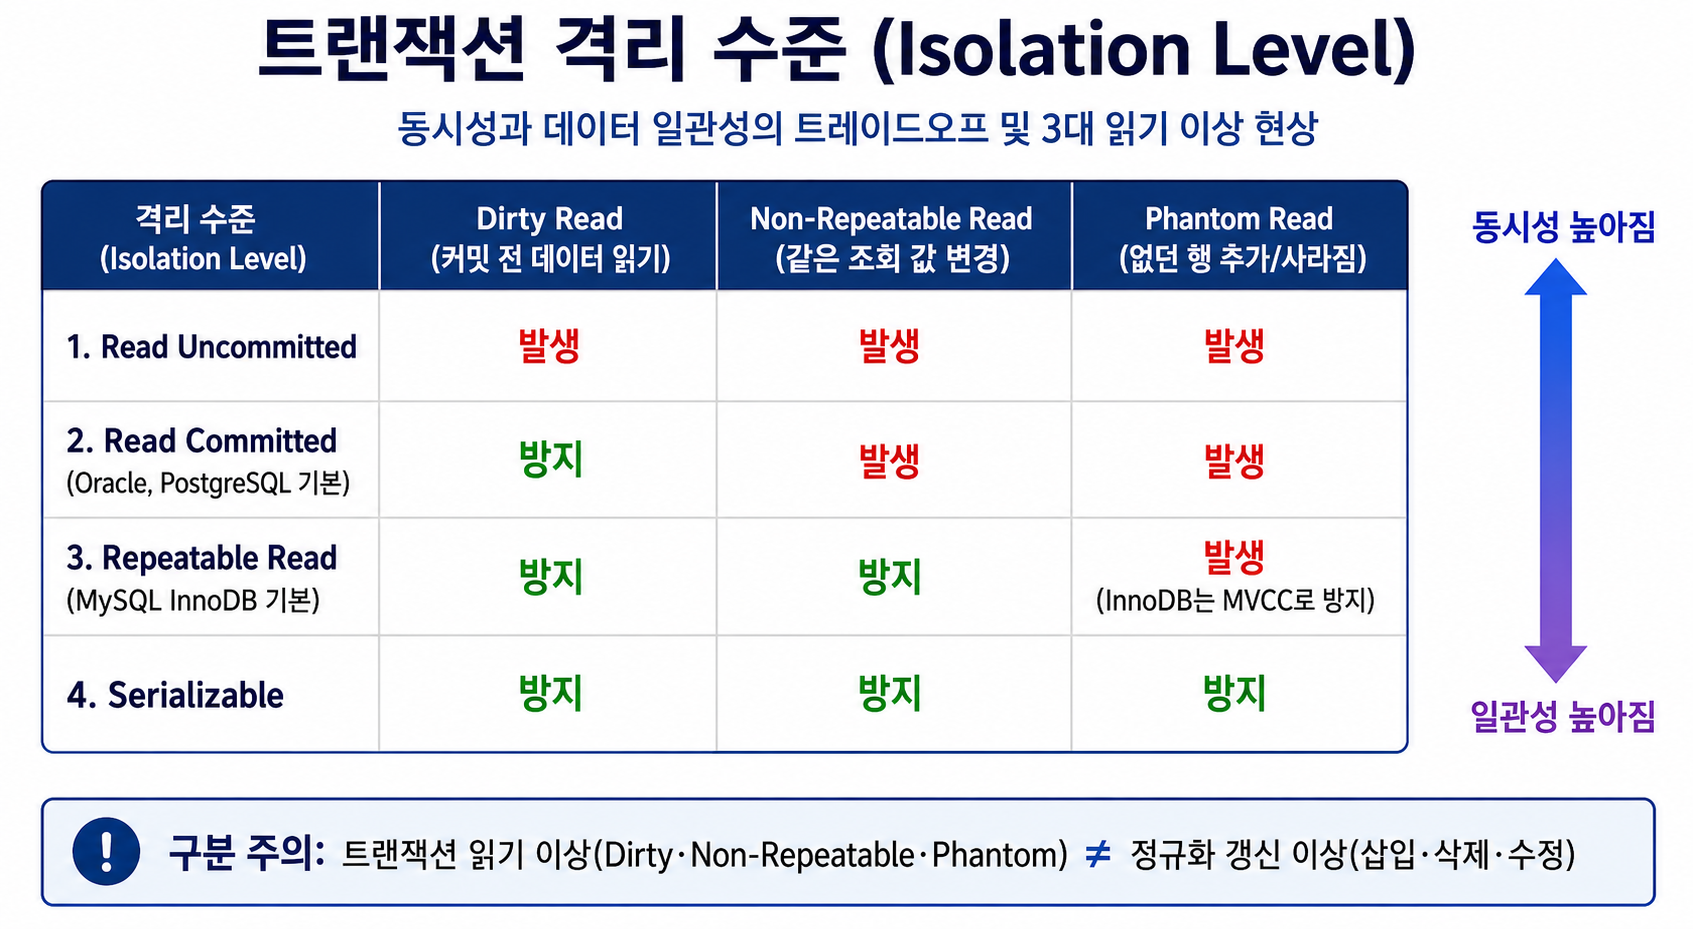 트랜잭션 격리 수준 (Isolation Level)
동시성과 데이터 일관성의 트레이드오프 및 3대 읽기 이상 현상
격리 수준
(Isolation Level)
Dirty Read
(커밋 전 데이터 읽기)
Non-Repeatable Read
(같은 조회 값 변경)
Phantom Read
(없던 행 추가/사라짐)
1. Read Uncommitted
발생
발생
발생
2. Read Committed
(Oracle, PostgreSQL 기본)
방지
발생
발생
3. Repeatable Read
(MySQL InnoDB 기본)
방지
방지
발생
(InnoDB는 MVCC로 방지)
4. Serializable
방지
방지
방지
동시성 높아짐
일관성 높아짐
구분 주의: 트랜잭션 읽기 이상(Dirty·Non-Repeatable·Phantom) ≠ 정규화 갱신 이상(삽입·삭제·수정)